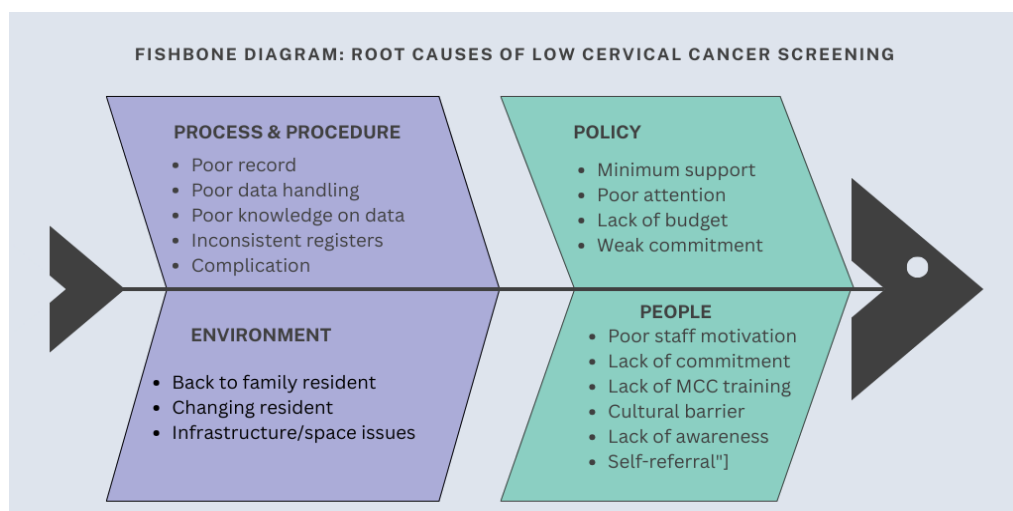 FISHBONE DIAGRAM: ROOT CAUSES OF LOW CERVICAL CANCER SCREENING
PROCESS & PROCEDURE
• Poor record
• Poor data handling
• Poor knowledge on data
• Inconsistent registers
• Complication
POLICY
• Minimum support
• Poor attention
• Lack of budget
• Weak commitment
ENVIRONMENT
• Back to family resident
• Changing resident
• Infrastructure/space issues
PEOPLE
• Poor staff motivation
• Lack of commitment
• Lack of MCC training
• Cultural barrier
• Lack of awareness
• Self-referral"]